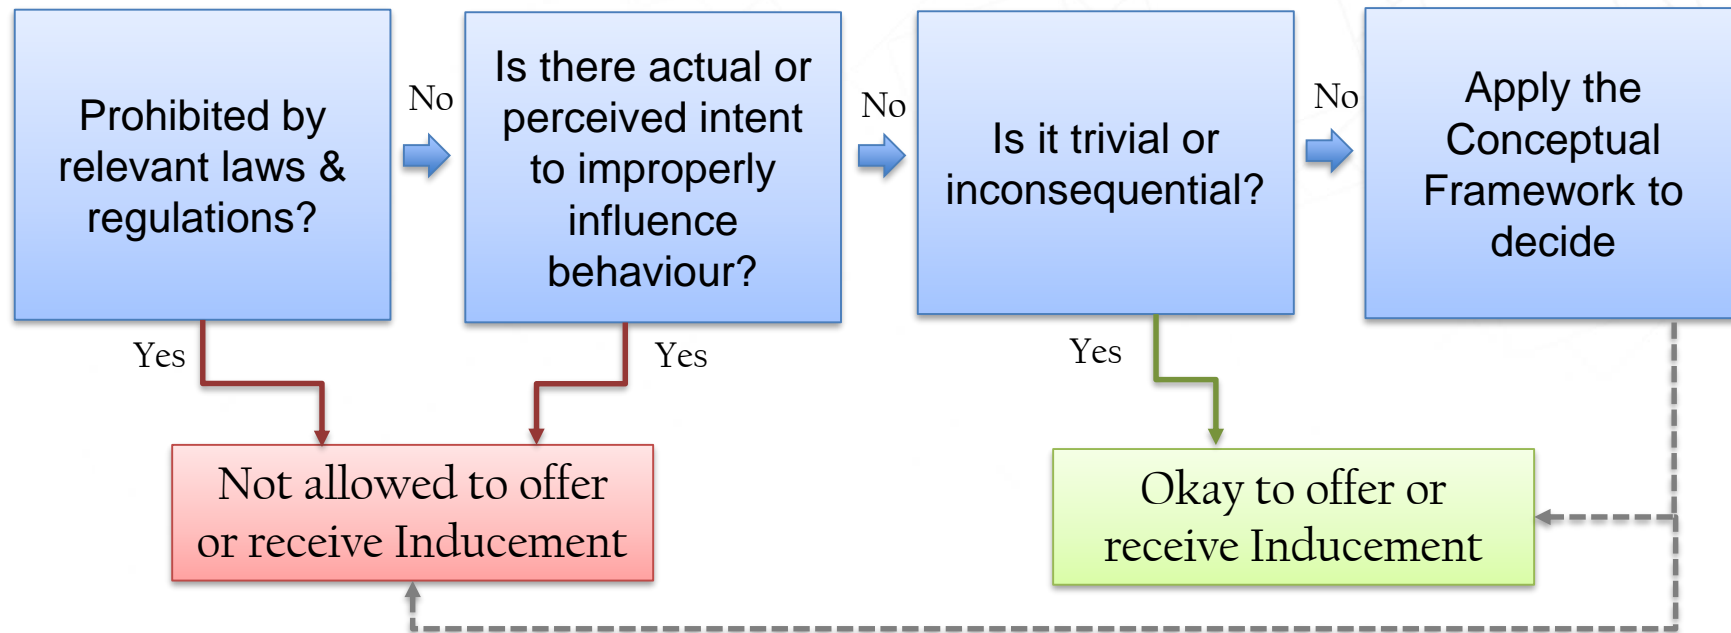 Prohibited by
relevant laws &
regulations?
No
Is there actual or
perceived intent
to improperly
influence
behaviour?
No
Is it trivial or
inconsequential?
No
Apply the
Conceptual
Framework to
decide
Yes
Yes
Yes
Not allowed to offer
or receive Inducement
Okay to offer or
receive Inducement